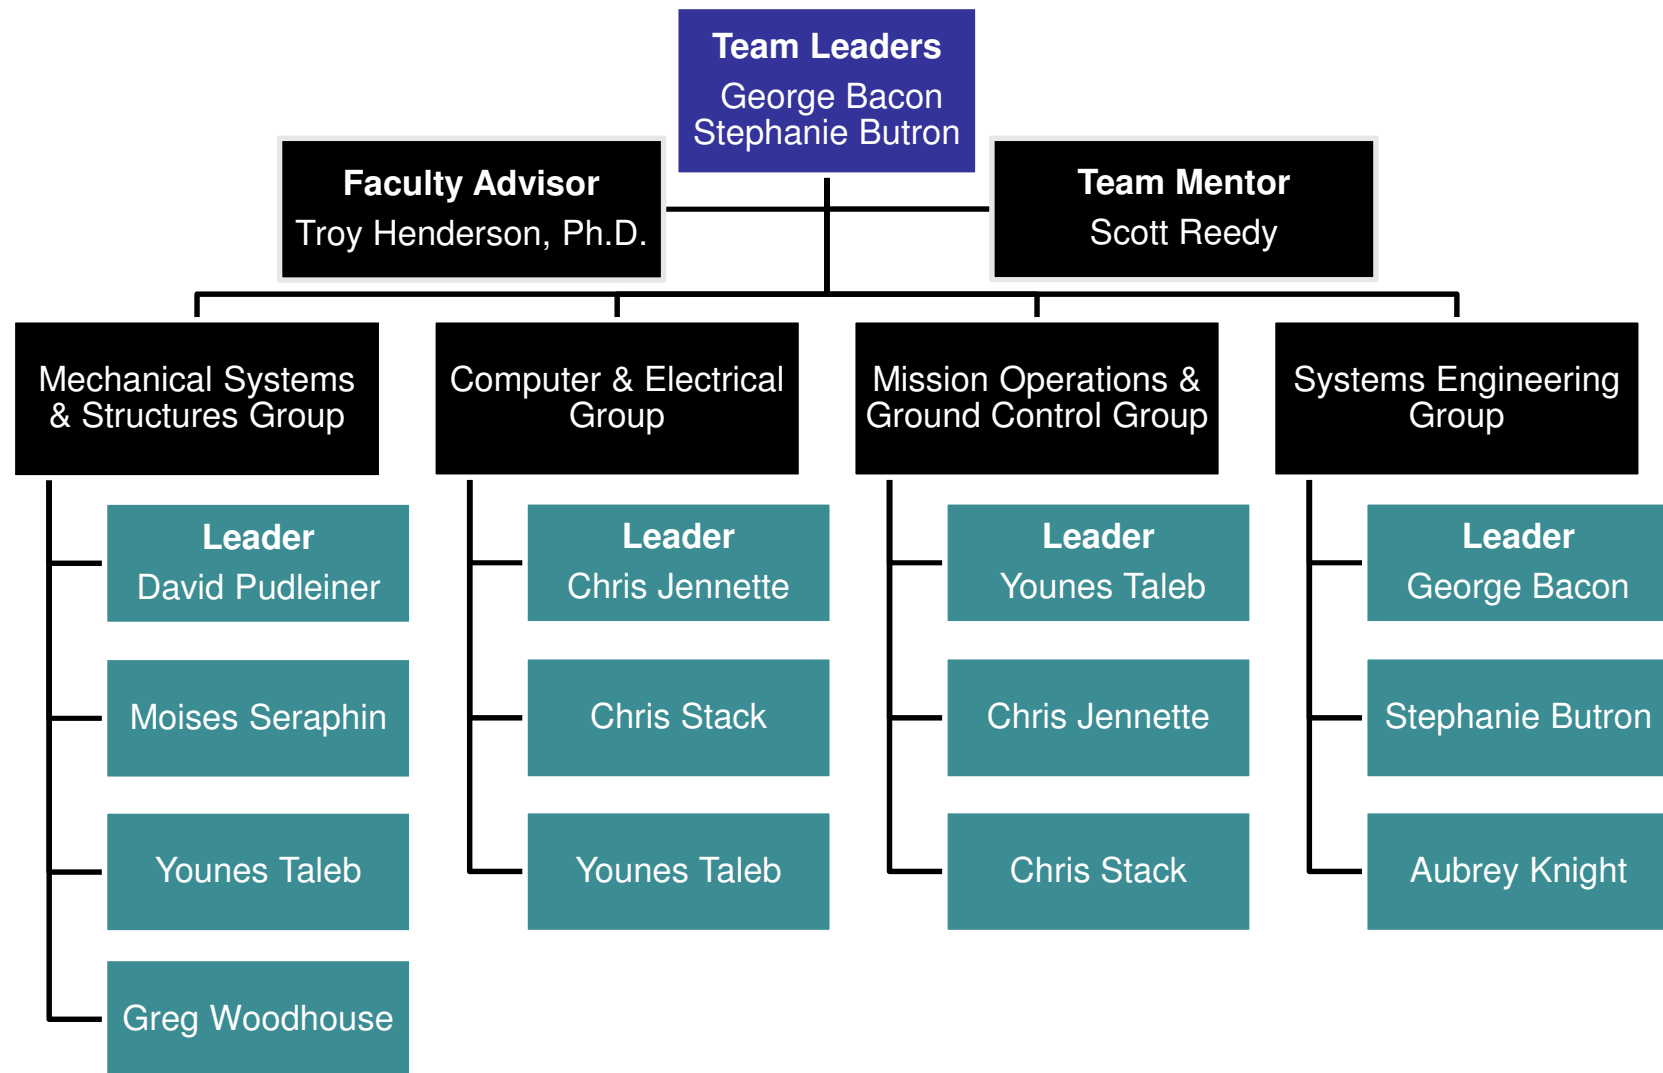 Team Leaders
George Bacon
Stephanie Butron
Faculty Advisor
Troy Henderson, Ph.D.
Team Mentor
Scott Reedy
Mechanical Systems
& Structures Group
Leader
David Pudleiner
Moises Seraphin
Younes Taleb
Greg Woodhouse
Computer & Electrical
Group
Leader
Chris Jennette
Chris Stack
Younes Taleb
Mission Operations &
Ground Control Group
Leader
Younes Taleb
Chris Jennette
Chris Stack
Systems Engineering
Group
Leader
George Bacon
Stephanie Butron
Aubrey Knight